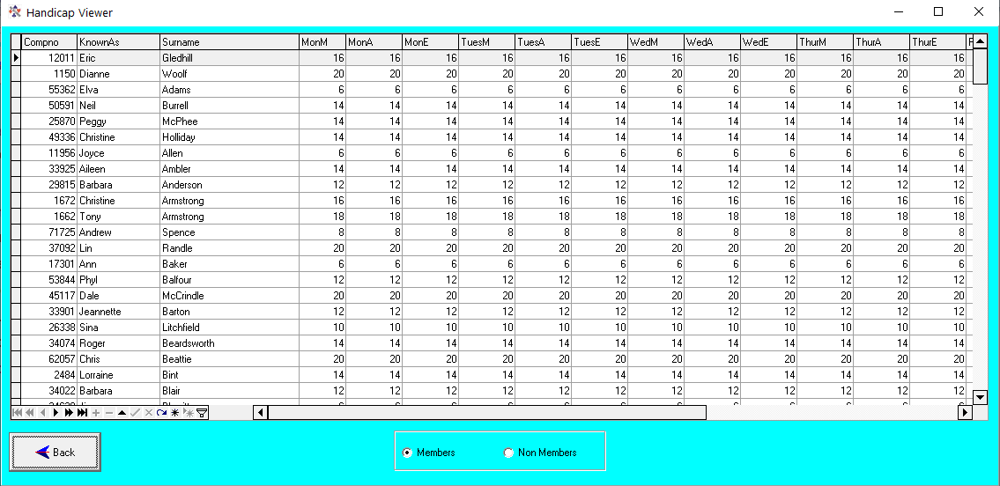 Handicap Viewer
Compno KnownAs Surname MonM MonA MonE TuesM TuesA TuesE WedM WedA WedE ThurM ThurA ThurE
12011 Eric Gledhill 16 16 16 16 16 16 16 16 16 16 16 16
1150 Dianne Woolf 20 20 20 20 20 20 20 20 20 20 20 20
55362 Elva Adams 6 6 6 6 6 6 6 6 6 6 6 6
50591 Neil Burrell 14 14 14 14 14 14 14 14 14 14 14 14
25870 Peggy McPhee 14 14 14 14 14 14 14 14 14 14 14 14
49336 Christine Holliday 14 14 14 14 14 14 14 14 14 14 14 14
11956 Joyce Allen 6 6 6 6 6 6 6 6 6 6 6 6
33925 Aileen Ambler 14 14 14 14 14 14 14 14 14 14 14 14
29815 Barbara Anderson 12 12 12 12 12 12 12 12 12 12 12 12
1672 Christine Armstrong 16 16 16 16 16 16 16 16 16 16 16 16
1662 Tony Armstrong 18 18 18 18 18 18 18 18 18 18 18 18
71725 Andrew Spence 8 8 8 8 8 8 8 8 8 8 8 8
37092 Lin Randle 20 20 20 20 20 20 20 20 20 20 20 20
17301 Ann Baker 6 6 6 6 6 6 6 6 6 6 6 6
53844 Phyl Balfour 12 12 12 12 12 12 12 12 12 12 12 12
45117 Dale McCrindle 20 20 20 20 20 20 20 20 20 20 20 20
33901 Jeannette Barton 12 12 12 12 12 12 12 12 12 12 12 12
26338 Sina Litchfield 10 10 10 10 10 10 10 10 10 10 10 10
34074 Roger Beardsworth 14 14 14 14 14 14 14 14 14 14 14 14
62057 Chris Beattie 20 20 20 20 20 20 20 20 20 20 20 20
2484 Lorraine Bint 14 14 14 14 14 14 14 14 14 14 14 14
34022 Barbara Blair 12 12 12 12 12 12 12 12 12 12 12 12
Back
Members Non Members